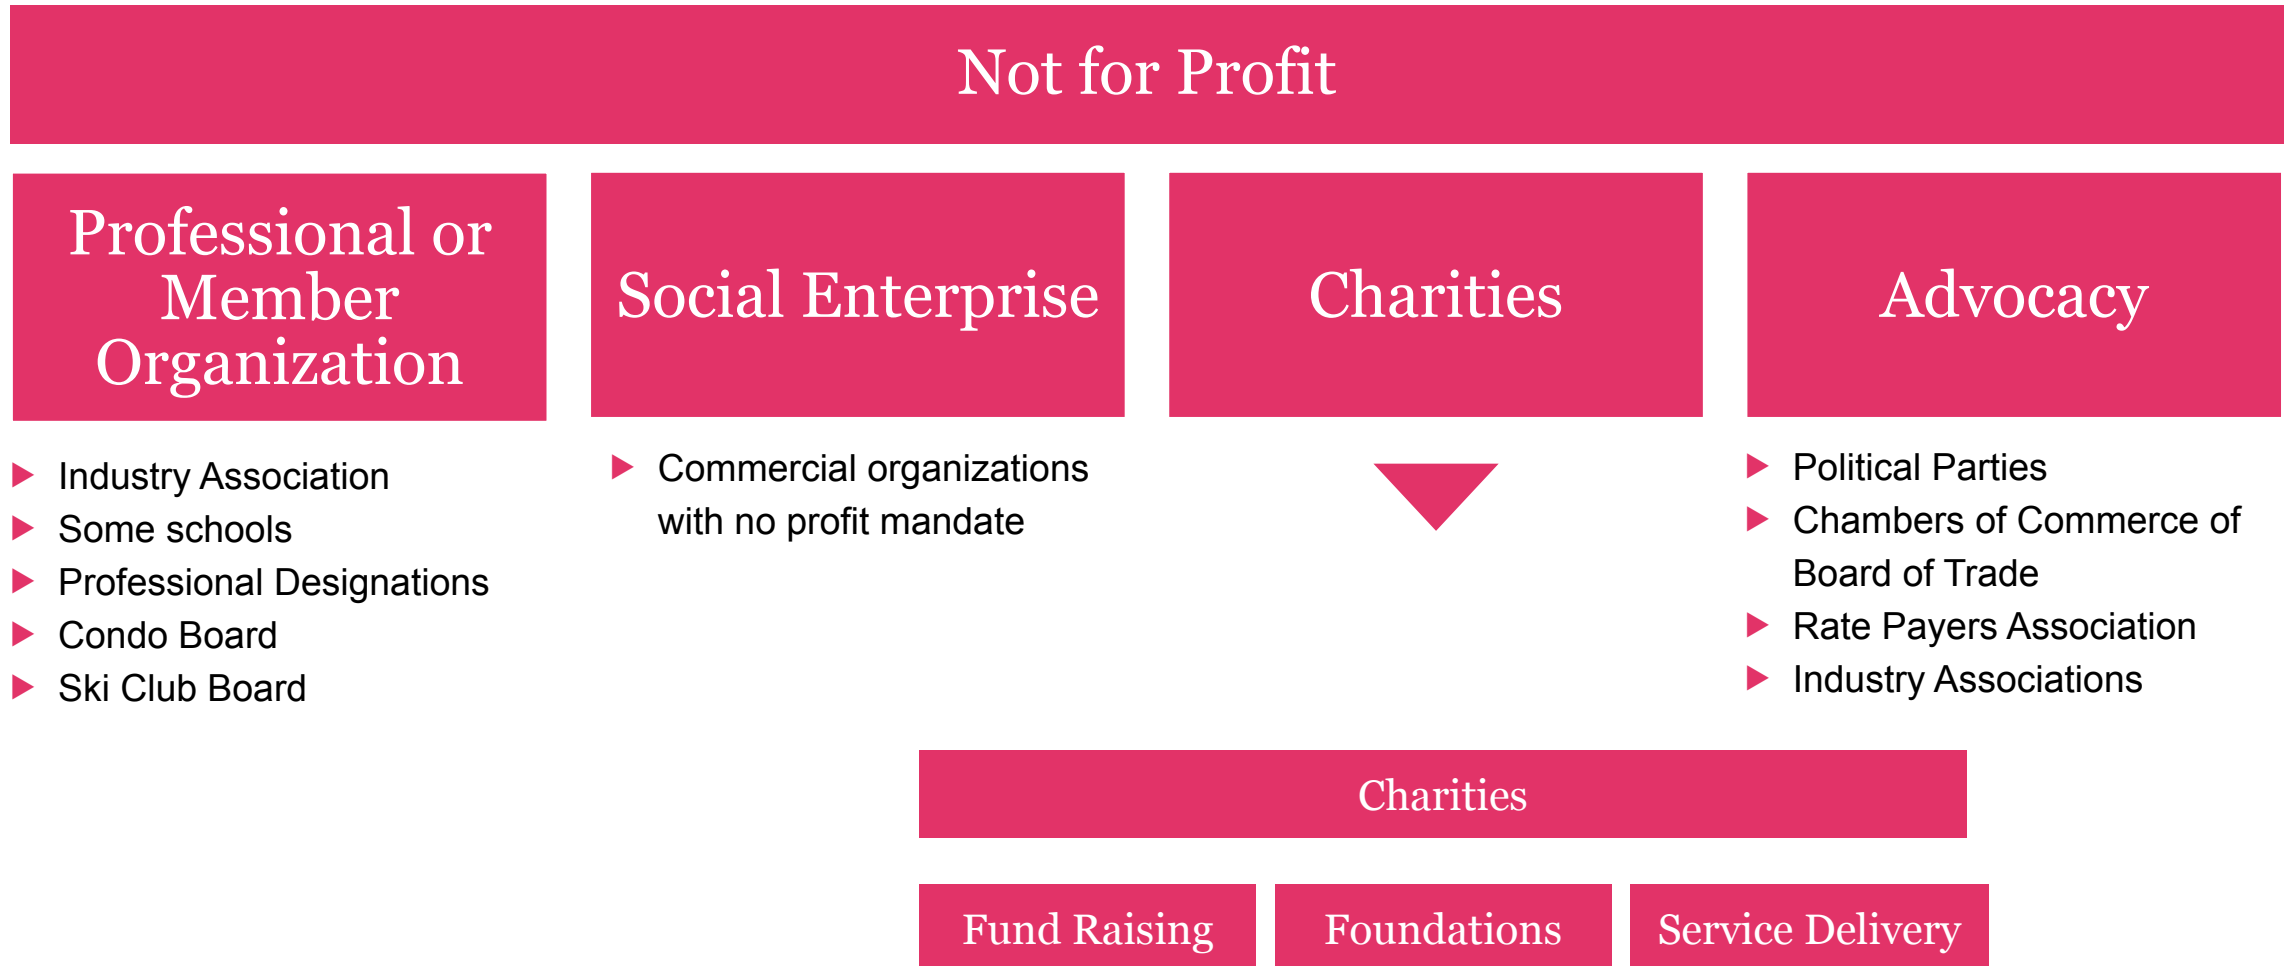 Not for Profit
Professional or
Member
Organization
Industry Association
Some schools
Professional Designations
Condo Board
Ski Club Board
Social Enterprise
Commercial organizations
with no profit mandate
Charities
Advocacy
Political Parties
Chambers of Commerce of
Board of Trade
Rate Payers Association
Industry Associations
Charities
Fund Raising
Foundations
Service Delivery